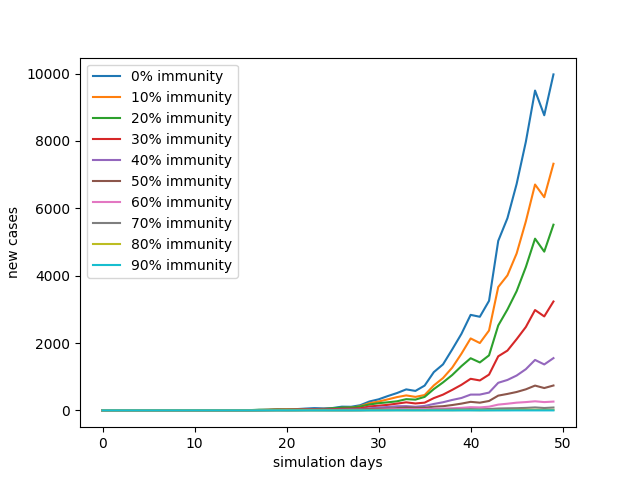 10000
8000
6000
4000
2000
0
new cases
0% immunity
10% immunity
20% immunity
30% immunity
40% immunity
50% immunity
60% immunity
70% immunity
80% immunity
90% immunity
0 10 20 30 40 50
simulation days